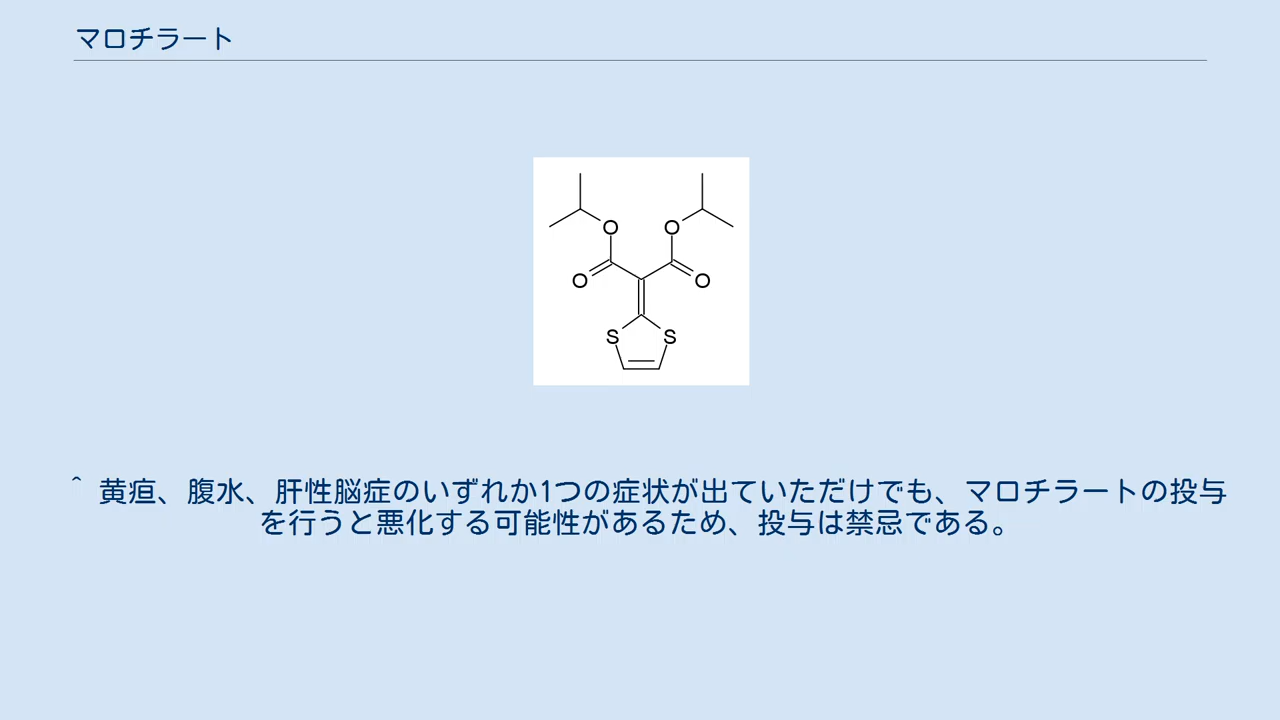 マロチラート
O O
O O
S S
^ 黄疸、腹水、肝性脳症のいずれか1つの症状が出ていただけでも、マロチラートの投与
を行うと悪化する可能性があるため、投与は禁忌である。